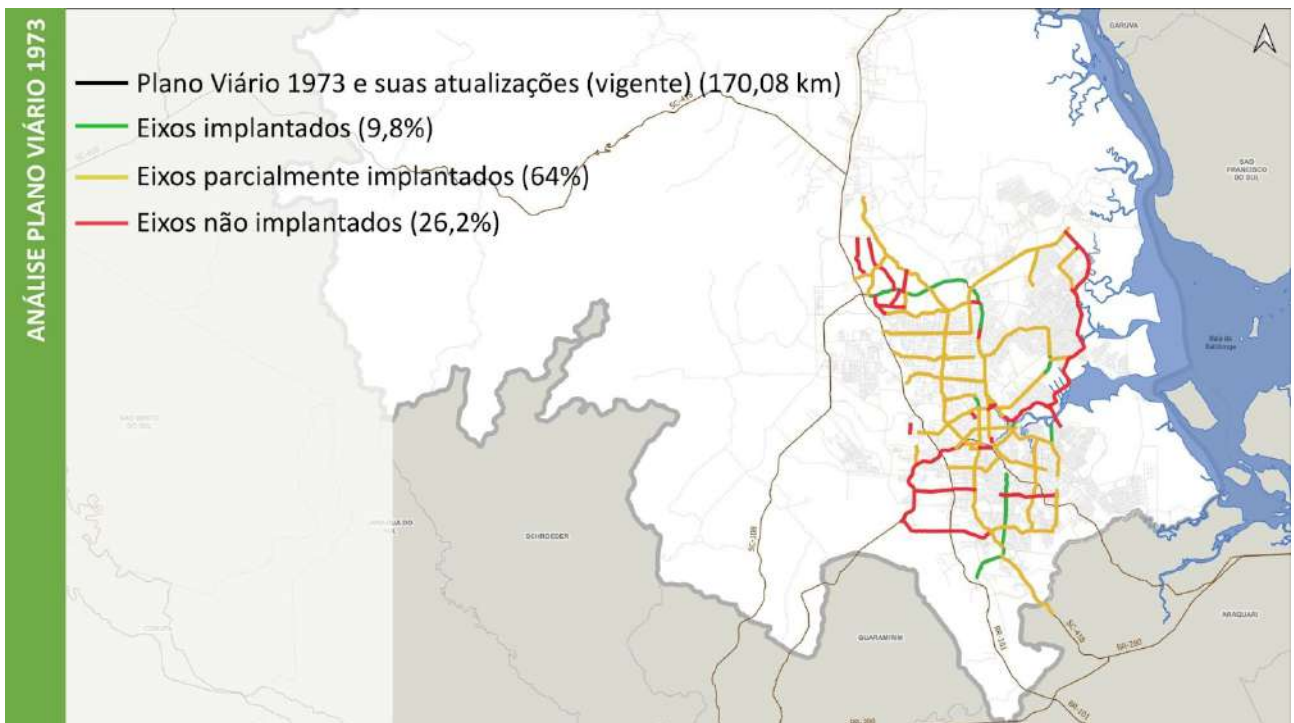 ANÁLISE PLANO VIÁRIO 1973
Plano Viário 1973 e suas atualizações (vigente) (170,08 km)
Eixos implantados (9,8%)
Eixos parcialmente implantados (64%)
Eixos não implantados (26,2%)
GARUVA
SÃO
FRANCISCO
DO SUL
SCHROEDER
SC-108
GUARAMIRIM
BR-101
ARAQUARI
BR-280
BR-101